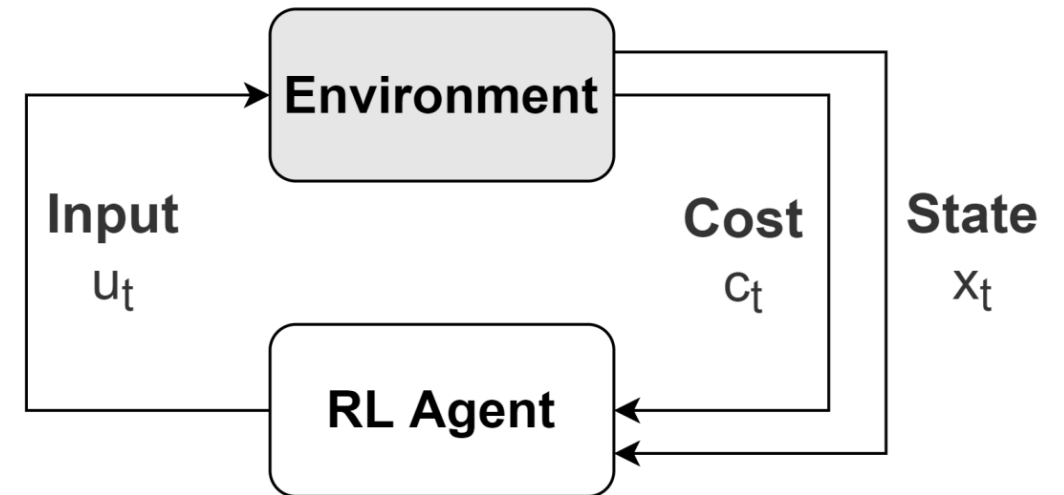 Environment
Input
u_t
Cost
c_t
State
x_t
RL Agent